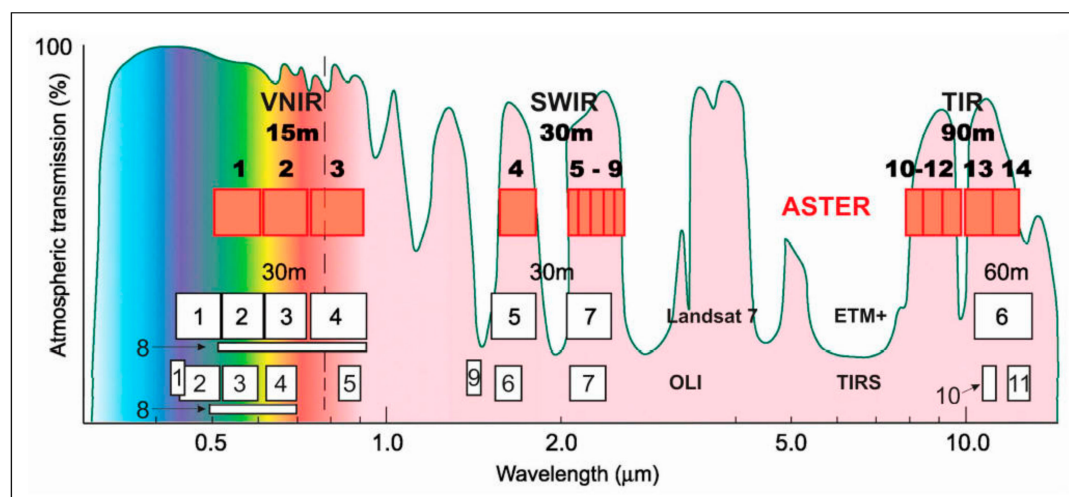 100
Atmospheric transmission (%)
VNIR SWIR TIR
15m 30m 90m
1 2 3 4 5 - 9 10-12 13 14
ASTER
30m 30m 60m
1 2 3 4 5 7 Landsat 7 ETM+ 6
8
1 2 3 4 5 9 6 7 OLI TIRS 10 11
8
0.5 1.0 2.0 5.0 10.0
Wavelength (μm)